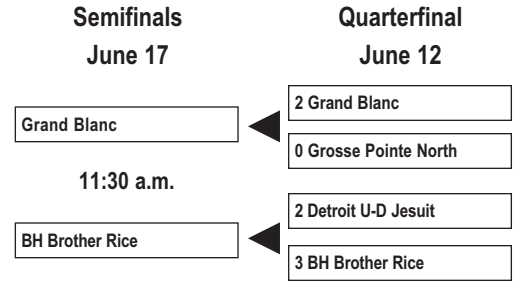 Semifinals
June 17
Grand Blanc
11:30 a.m.
BH Brother Rice
Quarterfinal
June 12
2 Grand Blanc
0 Grosse Pointe North
2 Detroit U-D Jesuit
3 BH Brother Rice